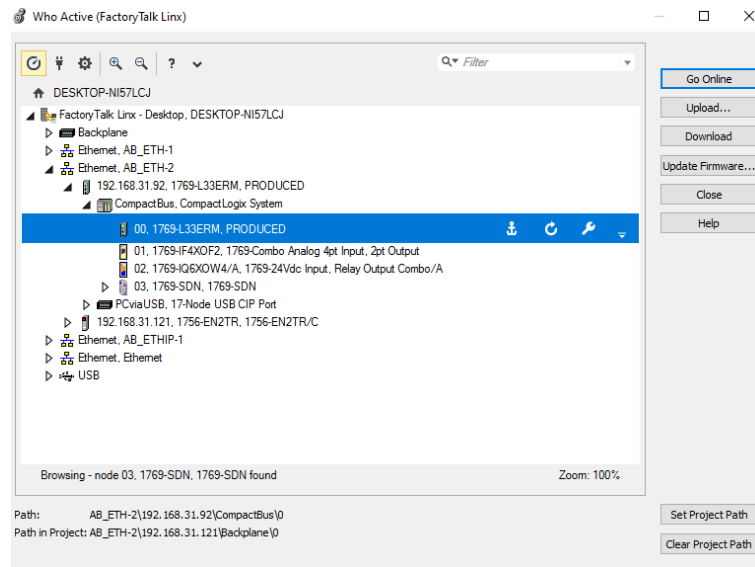 Who Active (FactoryTalk Linx)
Filter
DESKTOP-NI57LCJ
FactoryTalk Linx - Desktop, DESKTOP-NI57LCJ
Backplane
Ethernet, AB_ETH-1
Ethernet, AB_ETH-2
192.168.31.92, 1769-L33ERM, PRODUCED
CompactBus, CompactLogix System
00, 1769-L33ERM, PRODUCED
01, 1769-IF4XOF2, 1769-Combo Analog 4pt Input, 2pt Output
02, 1769-IQ6XOW4/A, 1769-24Vdc Input, Relay Output Combo/A
03, 1769-SDN, 1769-SDN
PCviaUSB, 17-Node USB CIP Port
192.168.31.121, 1756-EN2TR, 1756-EN2TR/C
Ethernet, AB_ETHIP-1
Ethernet, Ethernet
USB
Browsing - node 03, 1769-SDN, 1769-SDN found
Zoom: 100%
Go Online
Upload...
Download
Update Firmware...
Close
Help
Path: AB_ETH-2\192.168.31.92\CompactBus\0
Path in Project: AB_ETH-2\192.168.31.121\Backplane\0
Set Project Path
Clear Project Path